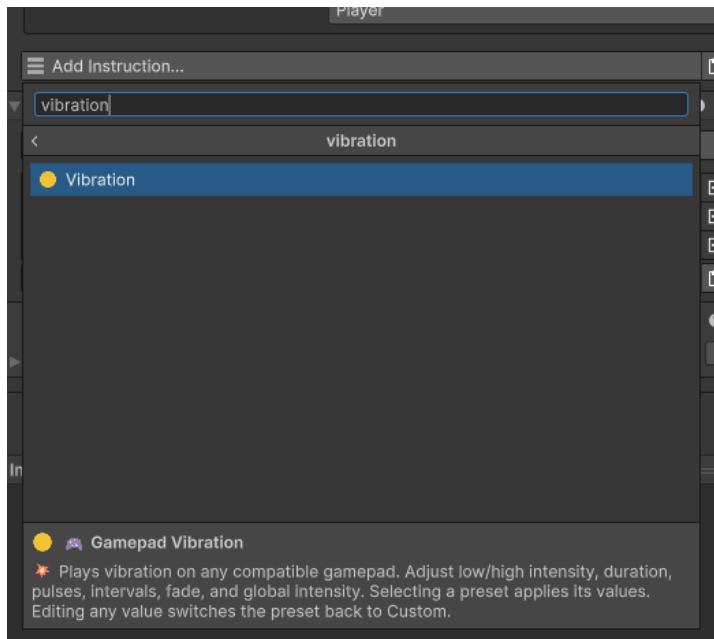 Player
Add Instruction...
vibration
vibration
Vibration
In
Gamepad Vibration
Plays vibration on any compatible gamepad. Adjust low/high intensity, duration,
pulses, intervals, fade, and global intensity. Selecting a preset applies its values.
Editing any value switches the preset back to Custom.